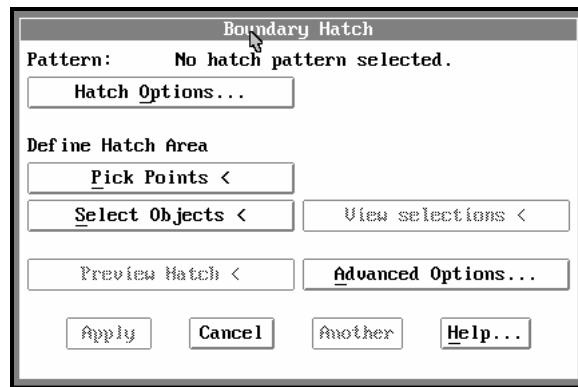 Boundary Hatch
Pattern: No hatch pattern selected.
Hatch Options...
Define Hatch Area
Pick Points <
Select Objects < View selections <
Preview Hatch < Advanced Options...
Apply Cancel Another Help...